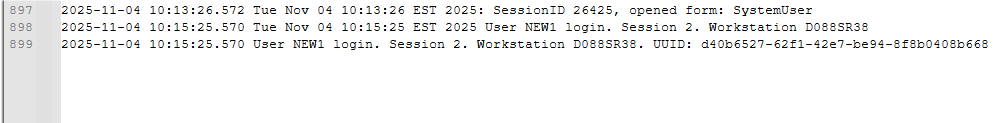 897 2025-11-04 10:13:26.572 Tue Nov 04 10:13:26 EST 2025: SessionID 26425, opened form: SystemUser
898 2025-11-04 10:15:25.570 Tue Nov 04 10:15:25 EST 2025 User NEW1 login. Session 2. Workstation D088SR38
899 2025-11-04 10:15:25.570 User NEW1 login. Session 2. Workstation D088SR38. UUID: d40b6527-62f1-42e7-be94-8f8b0408b668